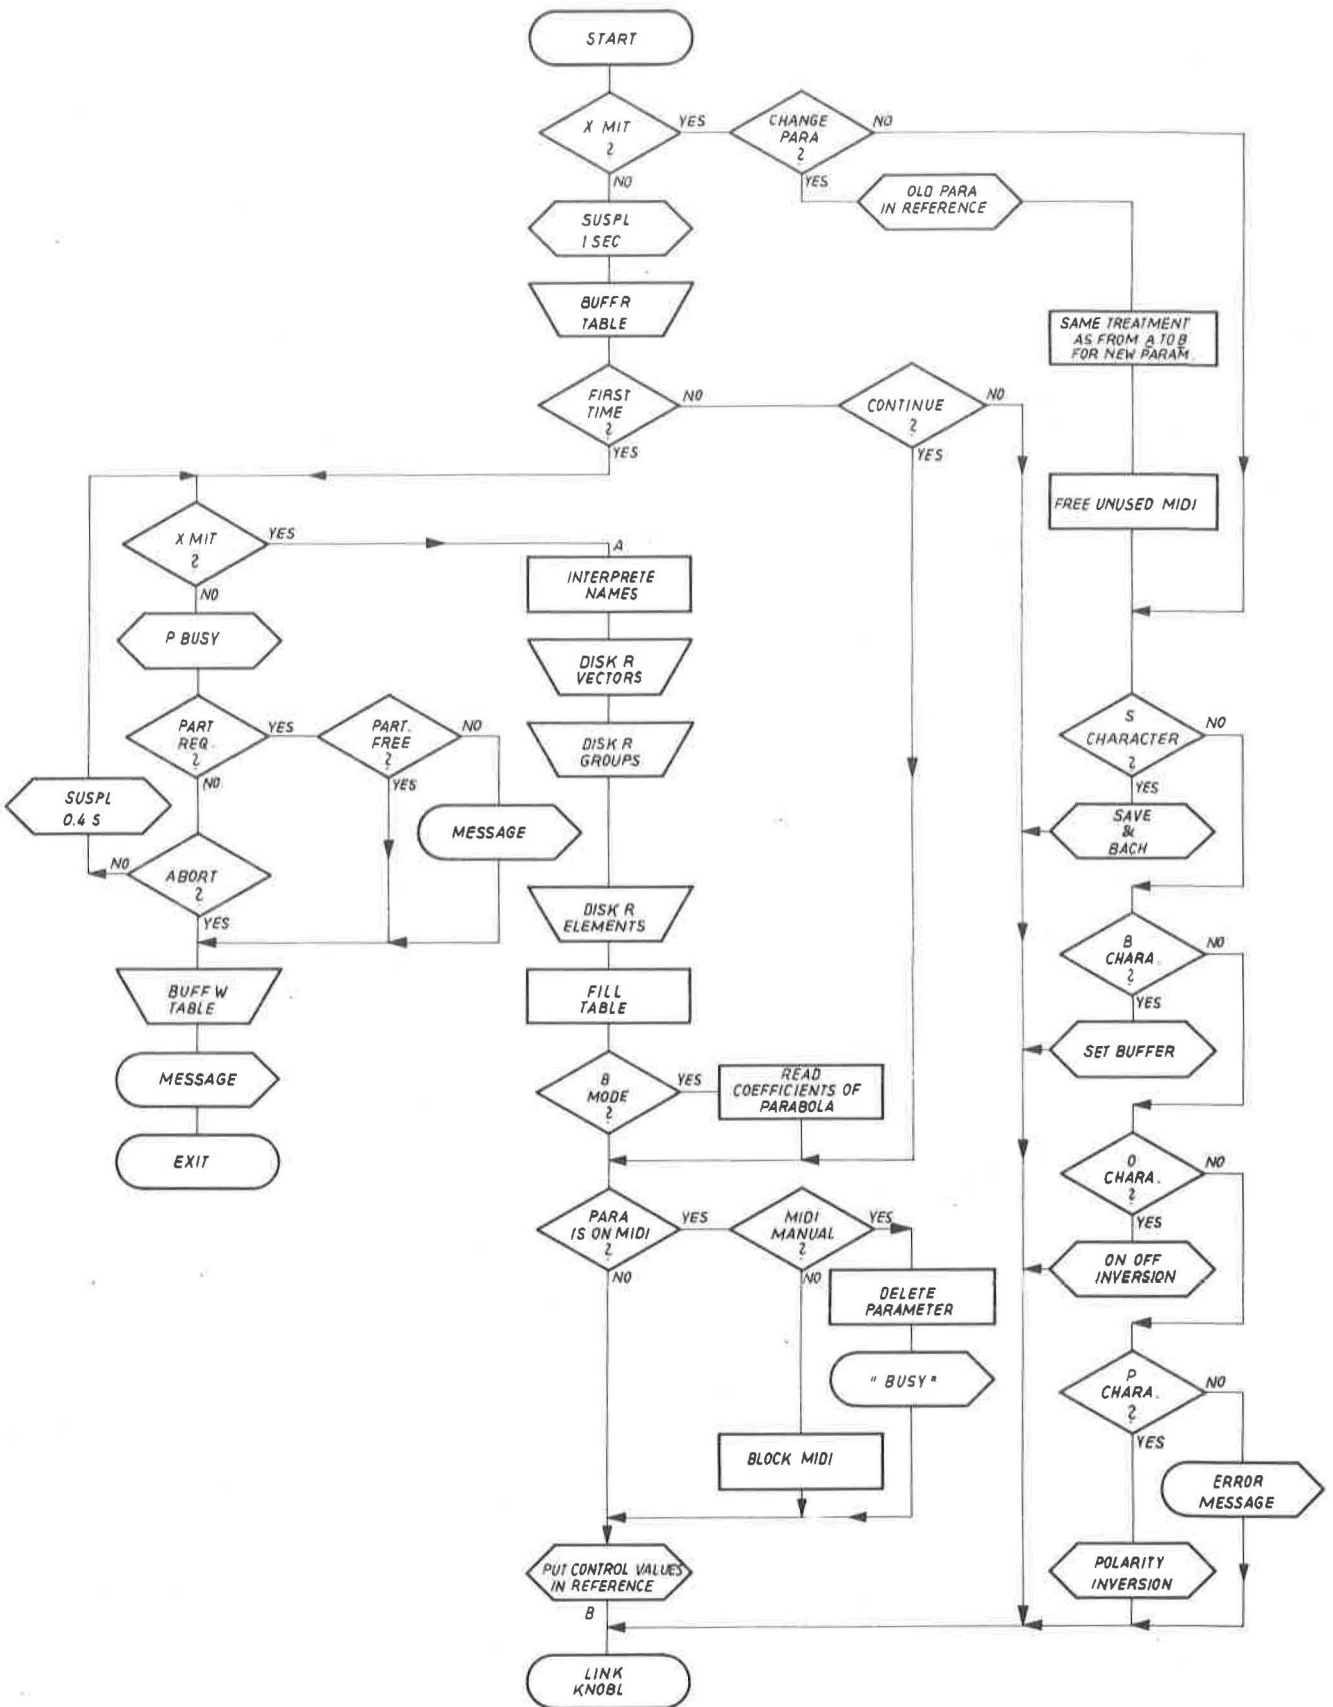 START
X MIT
?
YES
NO
CHANGE
PARA
?
NO
YES
OLD PARA
IN REFERENCE
SUSPL
1 SEC
BUFF R
TABLE
SAME TREATMENT
AS FROM A TO B
FOR NEW PARAM.
FIRST
TIME
?
NO
YES
CONTINUE
?
NO
YES
FREE UNUSED MIDI
X MIT
?
YES
NO
A
INTERPRETE
NAMES
P BUSY
DISK R
VECTORS
PART
REQ.
?
YES
NO
PART.
FREE
?
NO
YES
DISK R
GROUPS
S
CHARACTER
?
NO
YES
SUSPL
0.4 S
MESSAGE
SAVE
&
BACH
ABORT
?
NO
YES
DISK R
ELEMENTS
B
CHARA.
?
NO
YES
BUFF W
TABLE
FILL
TABLE
SET BUFFER
MESSAGE
B
MODE
?
YES
READ
COEFFICIENTS OF
PARABOLA
EXIT
O
CHARA.
?
NO
YES
PARA
IS ON MIDI
?
YES
NO
MIDI
MANUAL
?
YES
NO
ON OFF
INVERSION
DELETE
PARAMETER
" BUSY "
P
CHARA.
?
NO
YES
BLOCK MIDI
ERROR
MESSAGE
PUT CONTROL VALUES
IN REFERENCE
POLARITY
INVERSION
B
LINK
KNOBL